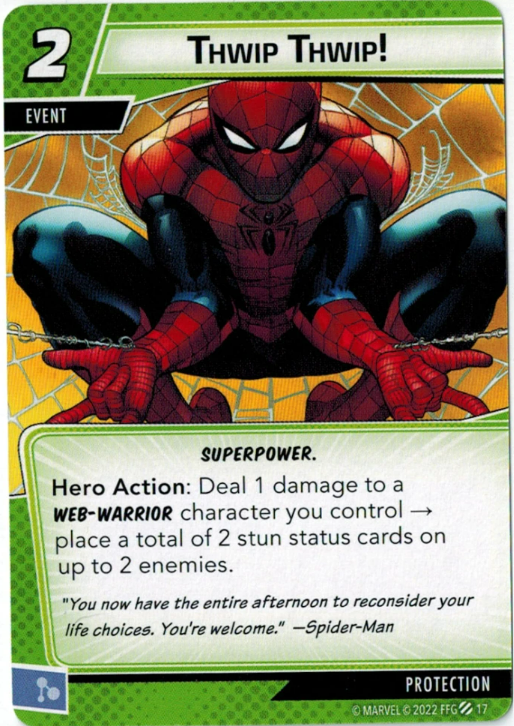 2
THWIP THWIP!
EVENT
SUPERPOWER.
Hero Action: Deal 1 damage to a
WEB-WARRIOR character you control →
place a total of 2 stun status cards on
up to 2 enemies.
"You now have the entire afternoon to reconsider your
life choices. You're welcome." —Spider-Man
PROTECTION
© MARVEL © 2022 FFG 17